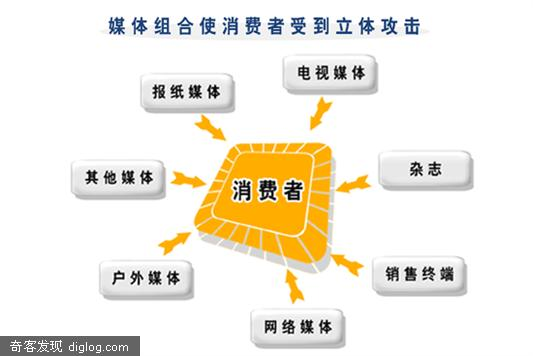 媒体组合使消费者受到立体攻击
电视媒体
报纸媒体
杂志
其他媒体
消费者
户外媒体
销售终端
网络媒体
奇客发现 diglog.com